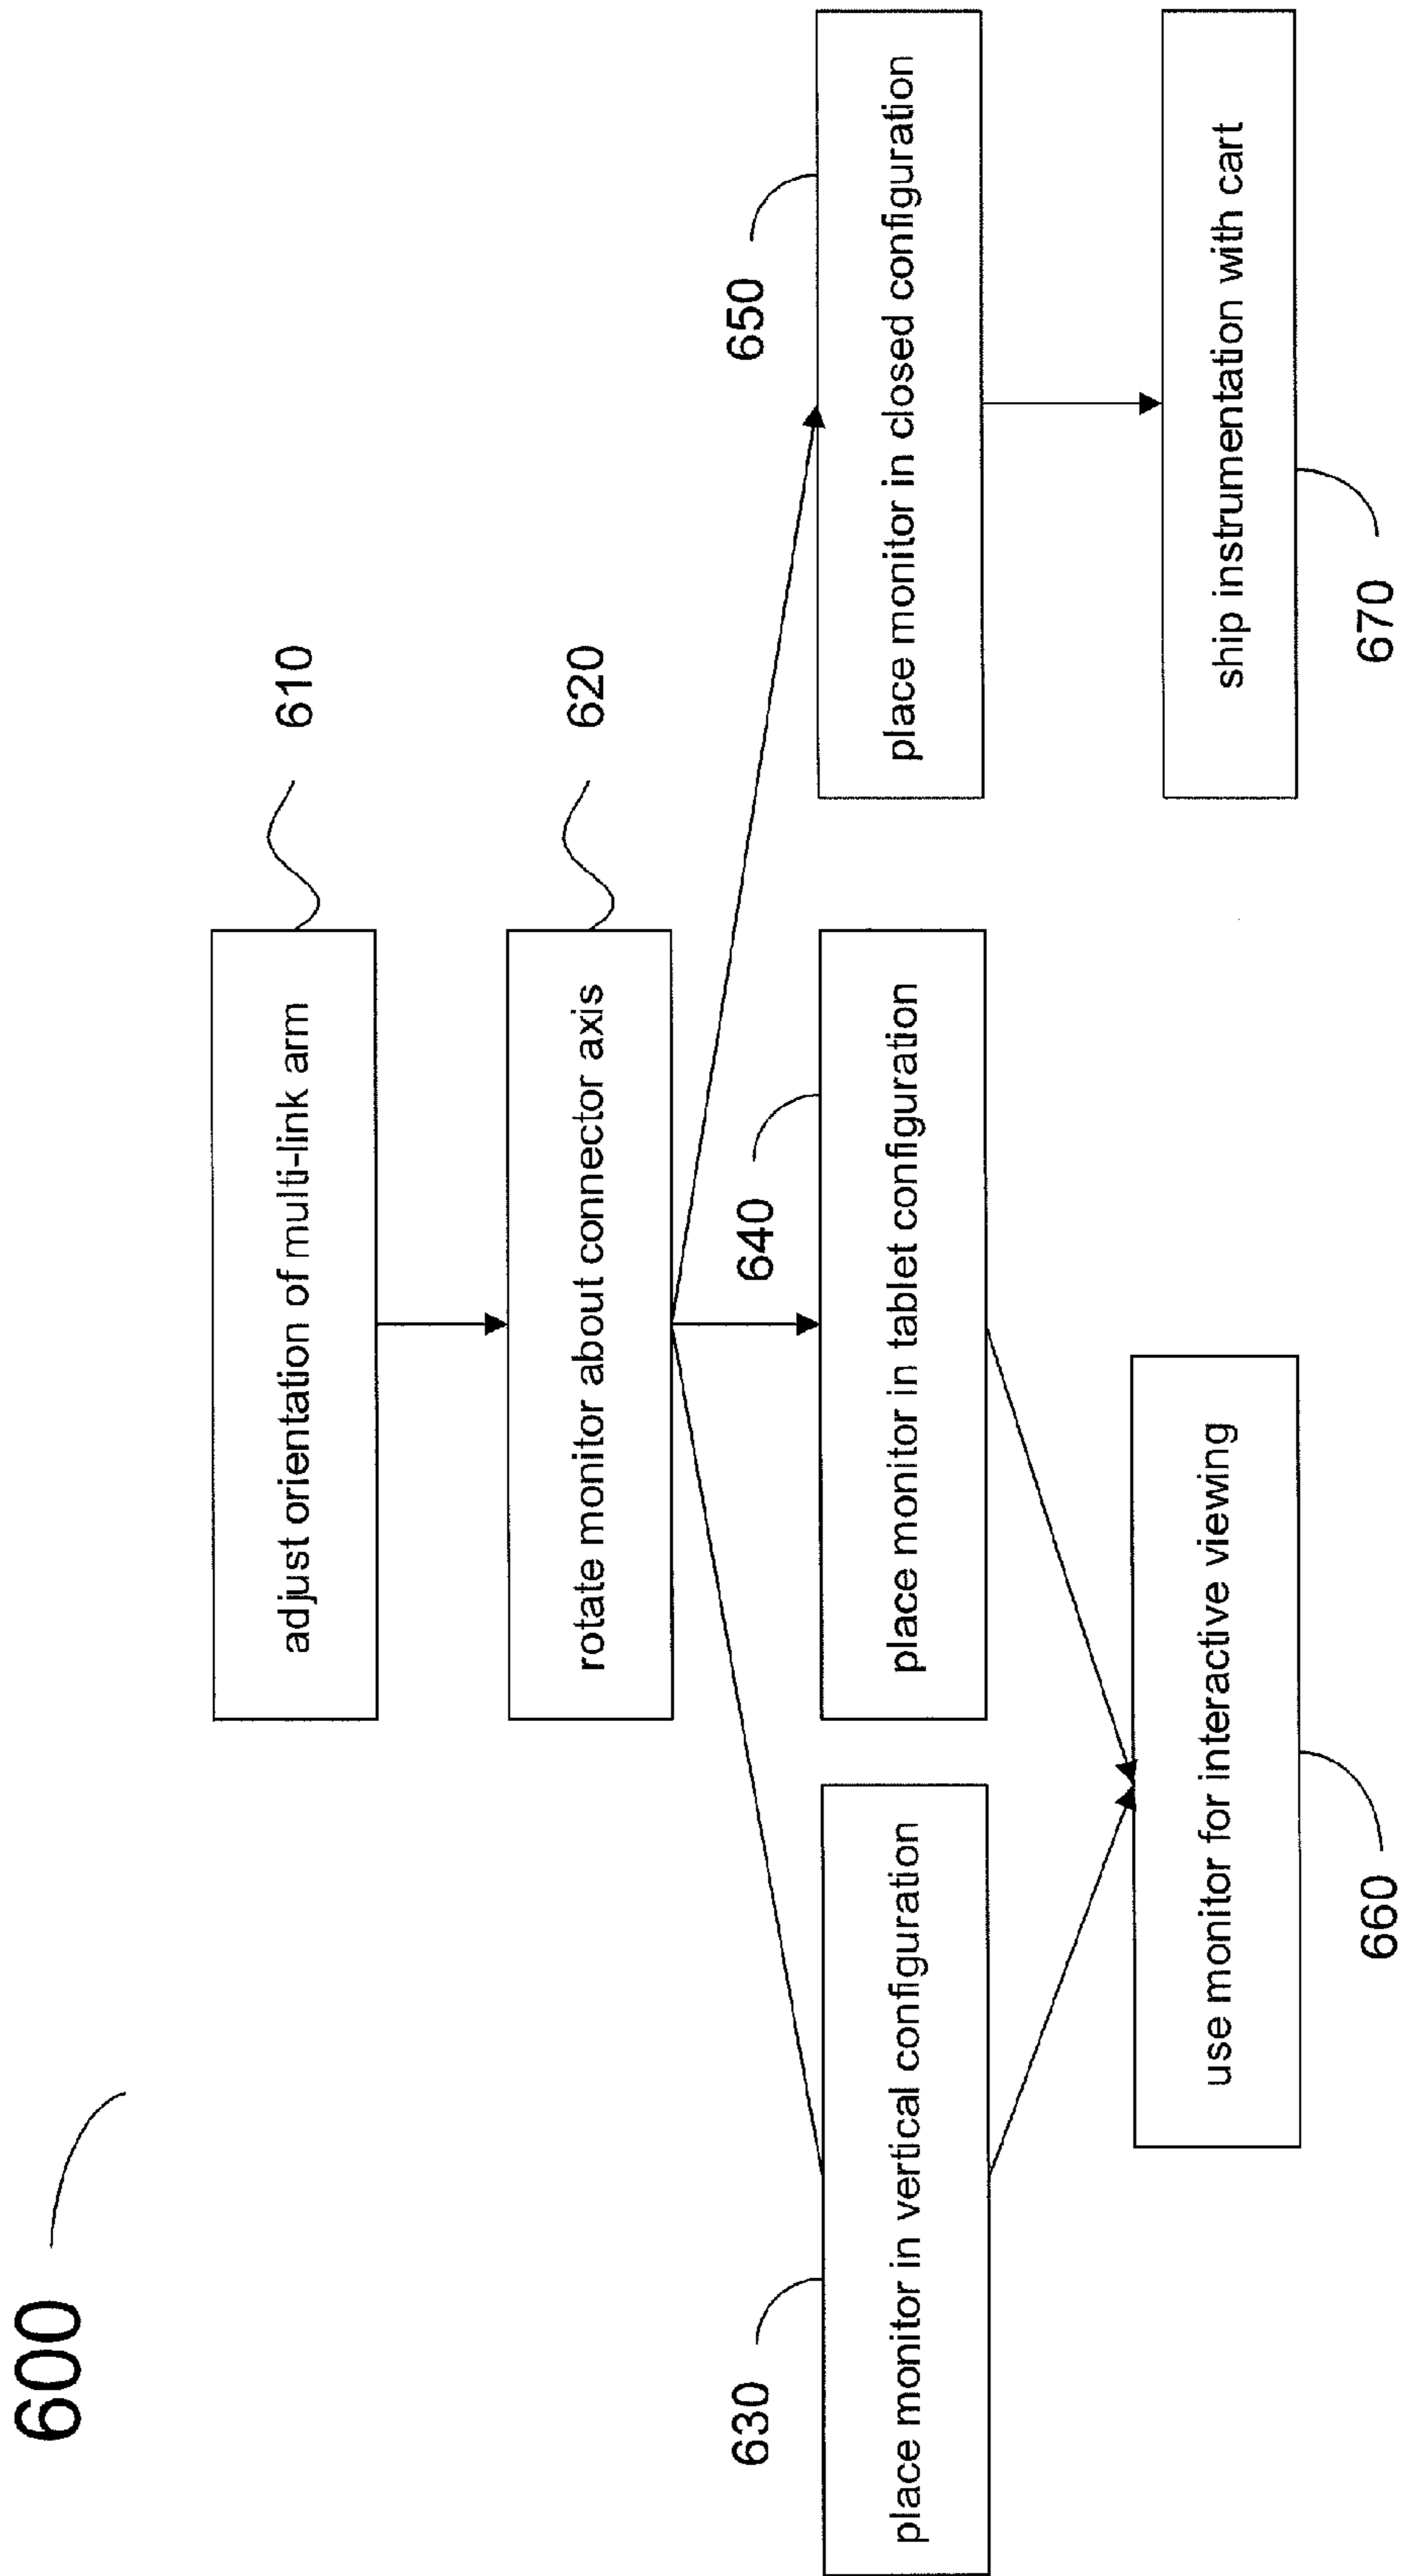 600
adjust orientation of multi-link arm
610
rotate monitor about connector axis
620
630
640
650
place monitor in vertical configuration
place monitor in tablet configuration
place monitor in closed configuration
use monitor for interactive viewing
ship instrumentation with cart
660
670